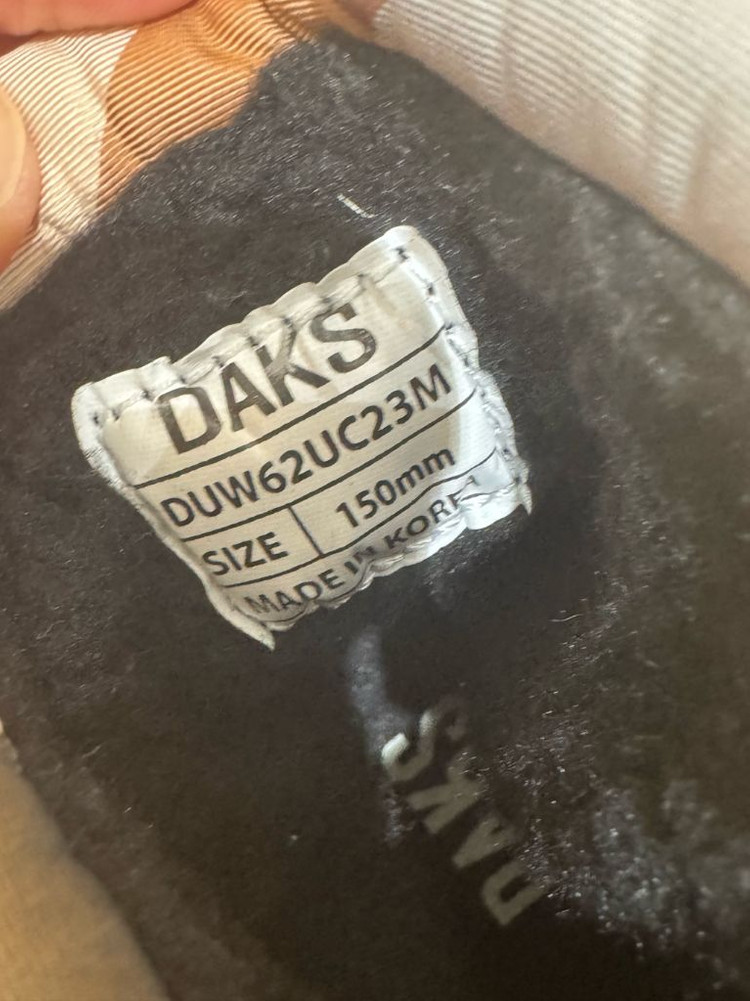 DAKS
DUW62UC23M
SIZE 150mm
MADE IN KOREA
DAKS